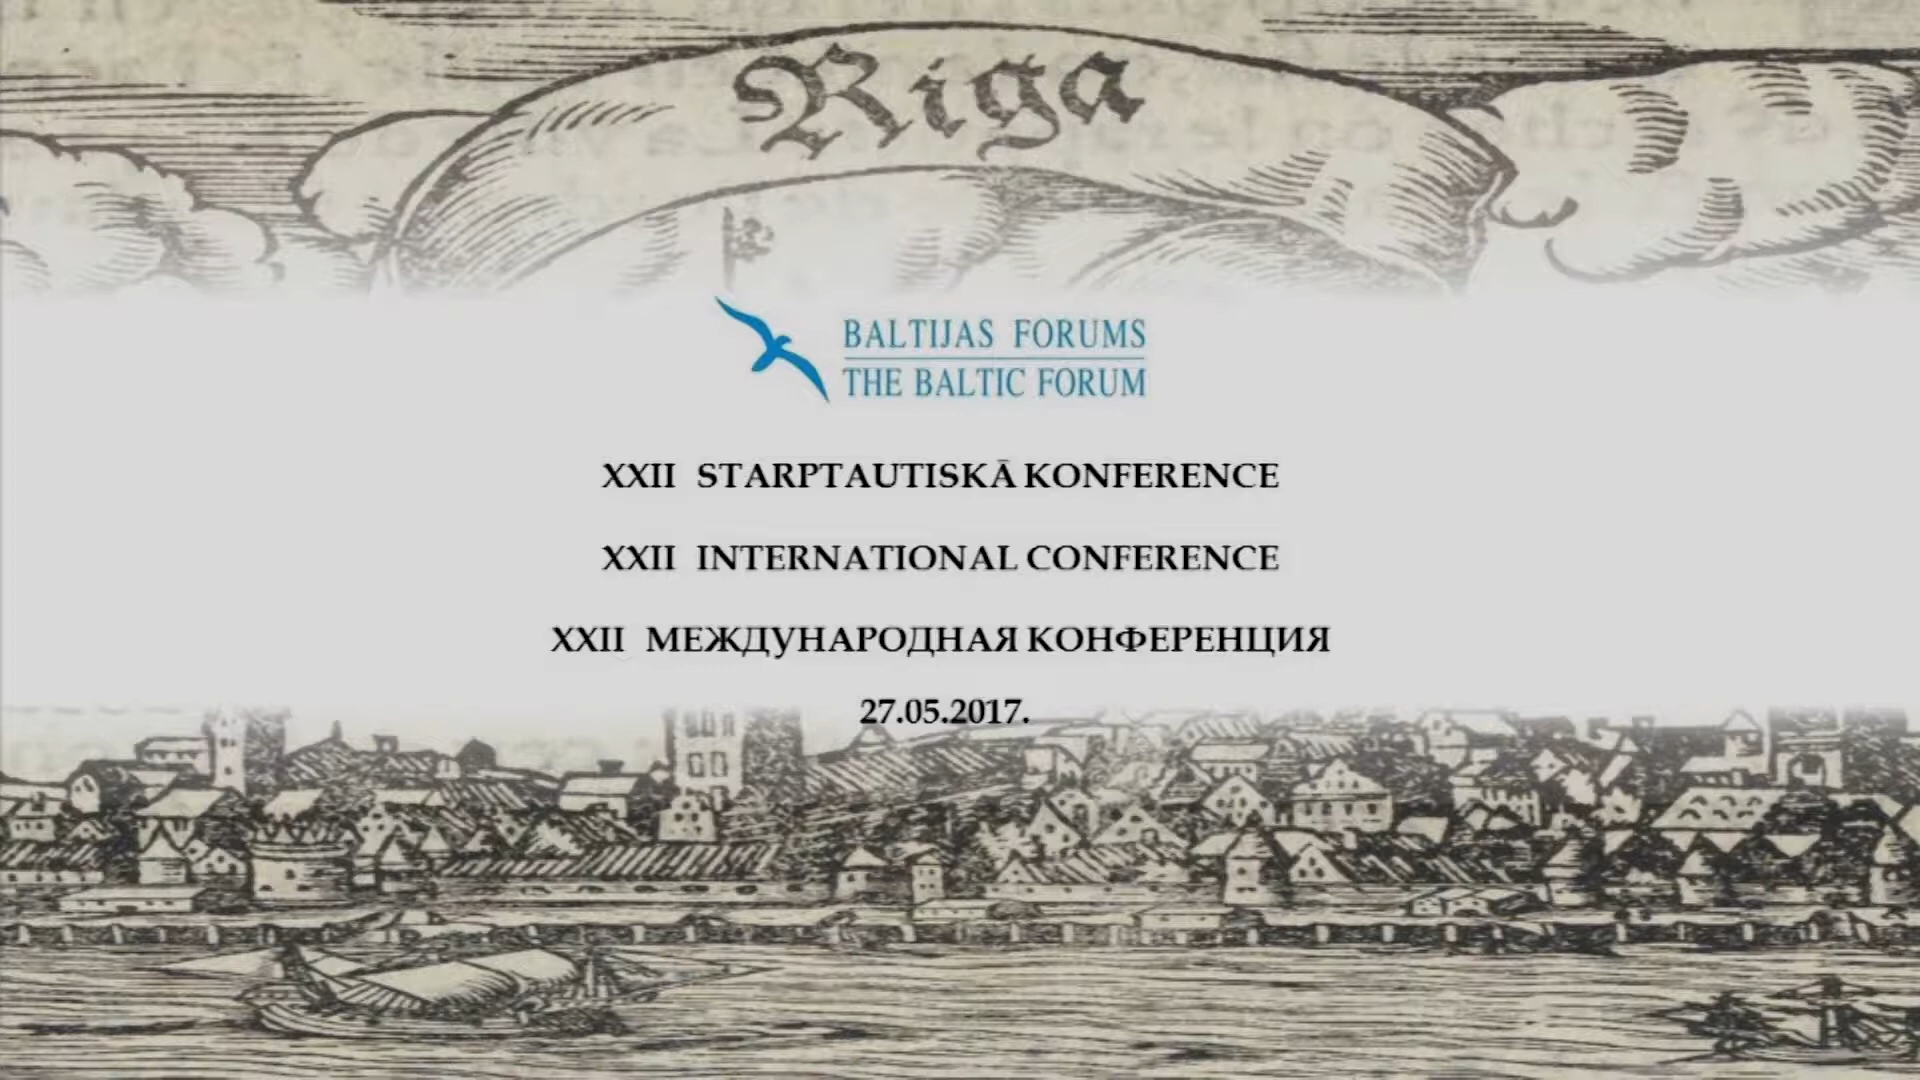 Riga
BALTIJAS FORUMS
THE BALTIC FORUM
XXII STARPTAUTISKĀ KONFERENCE
XXII INTERNATIONAL CONFERENCE
XXII МЕЖДУНАРОДНАЯ КОНФЕРЕНЦИЯ
27.05.2017.